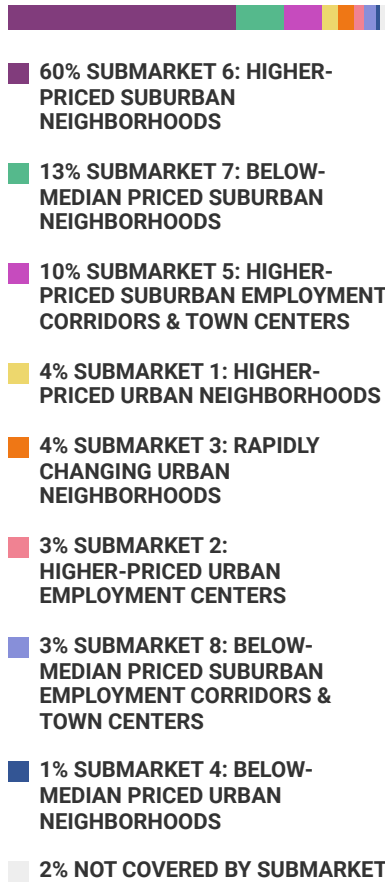 60% SUBMARKET 6: HIGHER-
PRICED SUBURBAN
NEIGHBORHOODS
13% SUBMARKET 7: BELOW-
MEDIAN PRICED SUBURBAN
NEIGHBORHOODS
10% SUBMARKET 5: HIGHER-
PRICED SUBURBAN EMPLOYMENT
CORRIDORS & TOWN CENTERS
4% SUBMARKET 1: HIGHER-
PRICED URBAN NEIGHBORHOODS
4% SUBMARKET 3: RAPIDLY
CHANGING URBAN
NEIGHBORHOODS
3% SUBMARKET 2:
HIGHER-PRICED URBAN
EMPLOYMENT CENTERS
3% SUBMARKET 8: BELOW-
MEDIAN PRICED SUBURBAN
EMPLOYMENT CORRIDORS &
TOWN CENTERS
1% SUBMARKET 4: BELOW-
MEDIAN PRICED URBAN
NEIGHBORHOODS
2% NOT COVERED BY SUBMARKET